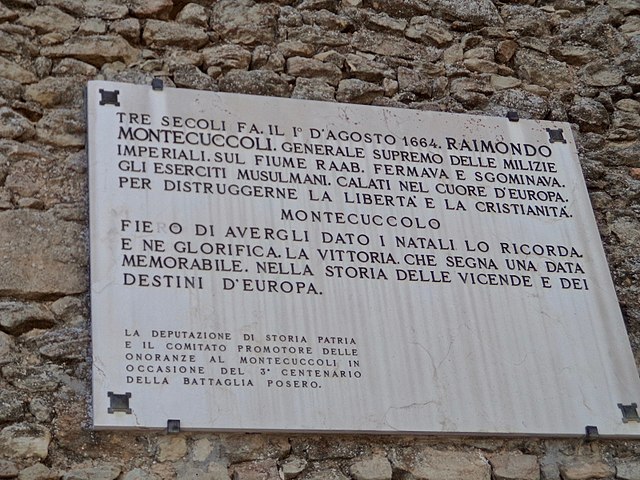 TRE SECOLI FA. IL 1° D'AGOSTO 1664. RAIMONDO
MONTECUCCOLI. GENERALE SUPREMO DELLE MILIZIE
IMPERIALI. SUL FIUME RAAB. FERMAVA E SGOMINAVA.
GLI ESERCITI MUSULMANI. CALATI NEL CUORE D'EUROPA.
PER DISTRUGGERNE LA LIBERTA' E LA CRISTIANITÀ.
MONTECUCCOLO
FIERO DI AVERGLI DATO I NATALI LO RICORDA.
E NE GLORIFICA. LA VITTORIA. CHE SEGNA UNA DATA
MEMORABILE. NELLA STORIA DELLE VICENDE E DEI
DESTINI D'EUROPA.
LA DEPUTAZIONE DI STORIA PATRIA
E IL COMITATO PROMOTORE DELLE
ONORANZE AL MONTECUCCOLI IN
OCCASIONE DEL 3° CENTENARIO
DELLA BATTAGLIA POSERO.